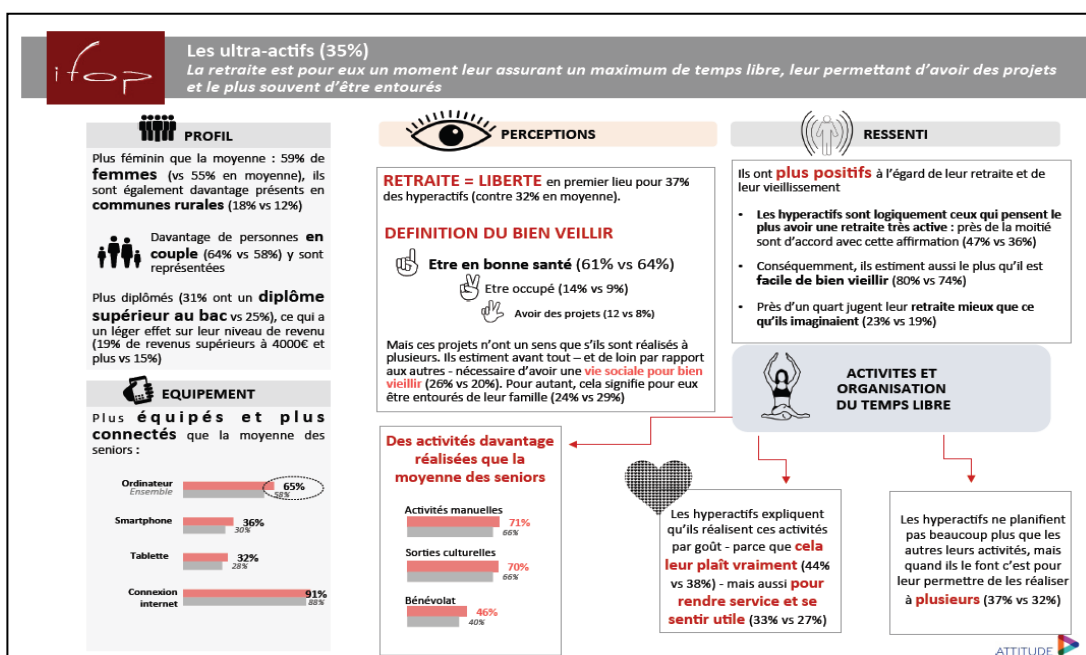 ifop
Les ultra-actifs (35%)
La retraite est pour eux un moment leur assurant un maximum de temps libre, leur permettant d'avoir des projets
et le plus souvent d'être entourés
PROFIL
Plus féminin que la moyenne : 59% de
femmes (vs 55% en moyenne), ils
sont également davantage présents en
communes rurales (18% vs 12%)
Davantage de personnes en
couple (64% vs 58%) y sont
représentées
Plus diplômés (31% ont un diplôme
supérieur au bac vs 25%), ce qui a
un léger effet sur leur niveau de revenu
(19% de revenus supérieurs à 4000€ et
plus vs 15%)
EQUIPEMENT
Plus équipés et plus
connectés que la moyenne des
seniors :
Ordinateur
Ensemble
65%
58%
Smartphone
36%
30%
Tablette
32%
28%
Connexion
internet
91%
88%
PERCEPTIONS
RETRAITE = LIBERTE en premier lieu pour 37%
des hyperactifs (contre 32% en moyenne).
DEFINITION DU BIEN VEILLIR
Etre en bonne santé (61% vs 64%)
Etre occupé (14% vs 9%)
Avoir des projets (12 vs 8%)
Mais ces projets n'ont un sens que s'ils sont réalisés à
plusieurs. Ils estiment avant tout – et de loin par rapport
aux autres - nécessaire d'avoir une vie sociale pour bien
vieillir (26% vs 20%). Pour autant, cela signifie pour eux
être entourés de leur famille (24% vs 29%)
RESSENTI
Ils ont plus positifs à l'égard de leur retraite et de
leur vieillissement
• Les hyperactifs sont logiquement ceux qui pensent le
plus avoir une retraite très active : près de la moitié
sont d'accord avec cette affirmation (47% vs 36%)
• Conséquemment, ils estiment aussi le plus qu'il est
facile de bien vieillir (80% vs 74%)
• Près d'un quart jugent leur retraite mieux que ce
qu'ils imaginaient (23% vs 19%)
ACTIVITES ET
ORGANISATION
DU TEMPS LIBRE
Des activités davantage
réalisées que la
moyenne des seniors
Activités manuelles
71%
66%
Sorties culturelles
70%
66%
Bénévolat
46%
40%
Les hyperactifs expliquent
qu'ils réalisent ces activités
par goût - parce que cela
leur plaît vraiment (44%
vs 38%) - mais aussi pour
rendre service et se
sentir utile (33% vs 27%)
Les hyperactifs ne planifient
pas beaucoup plus que les
autres leurs activités, mais
quand ils le font c'est pour
leur permettre de les réaliser
à plusieurs (37% vs 32%)
ATTITUDE